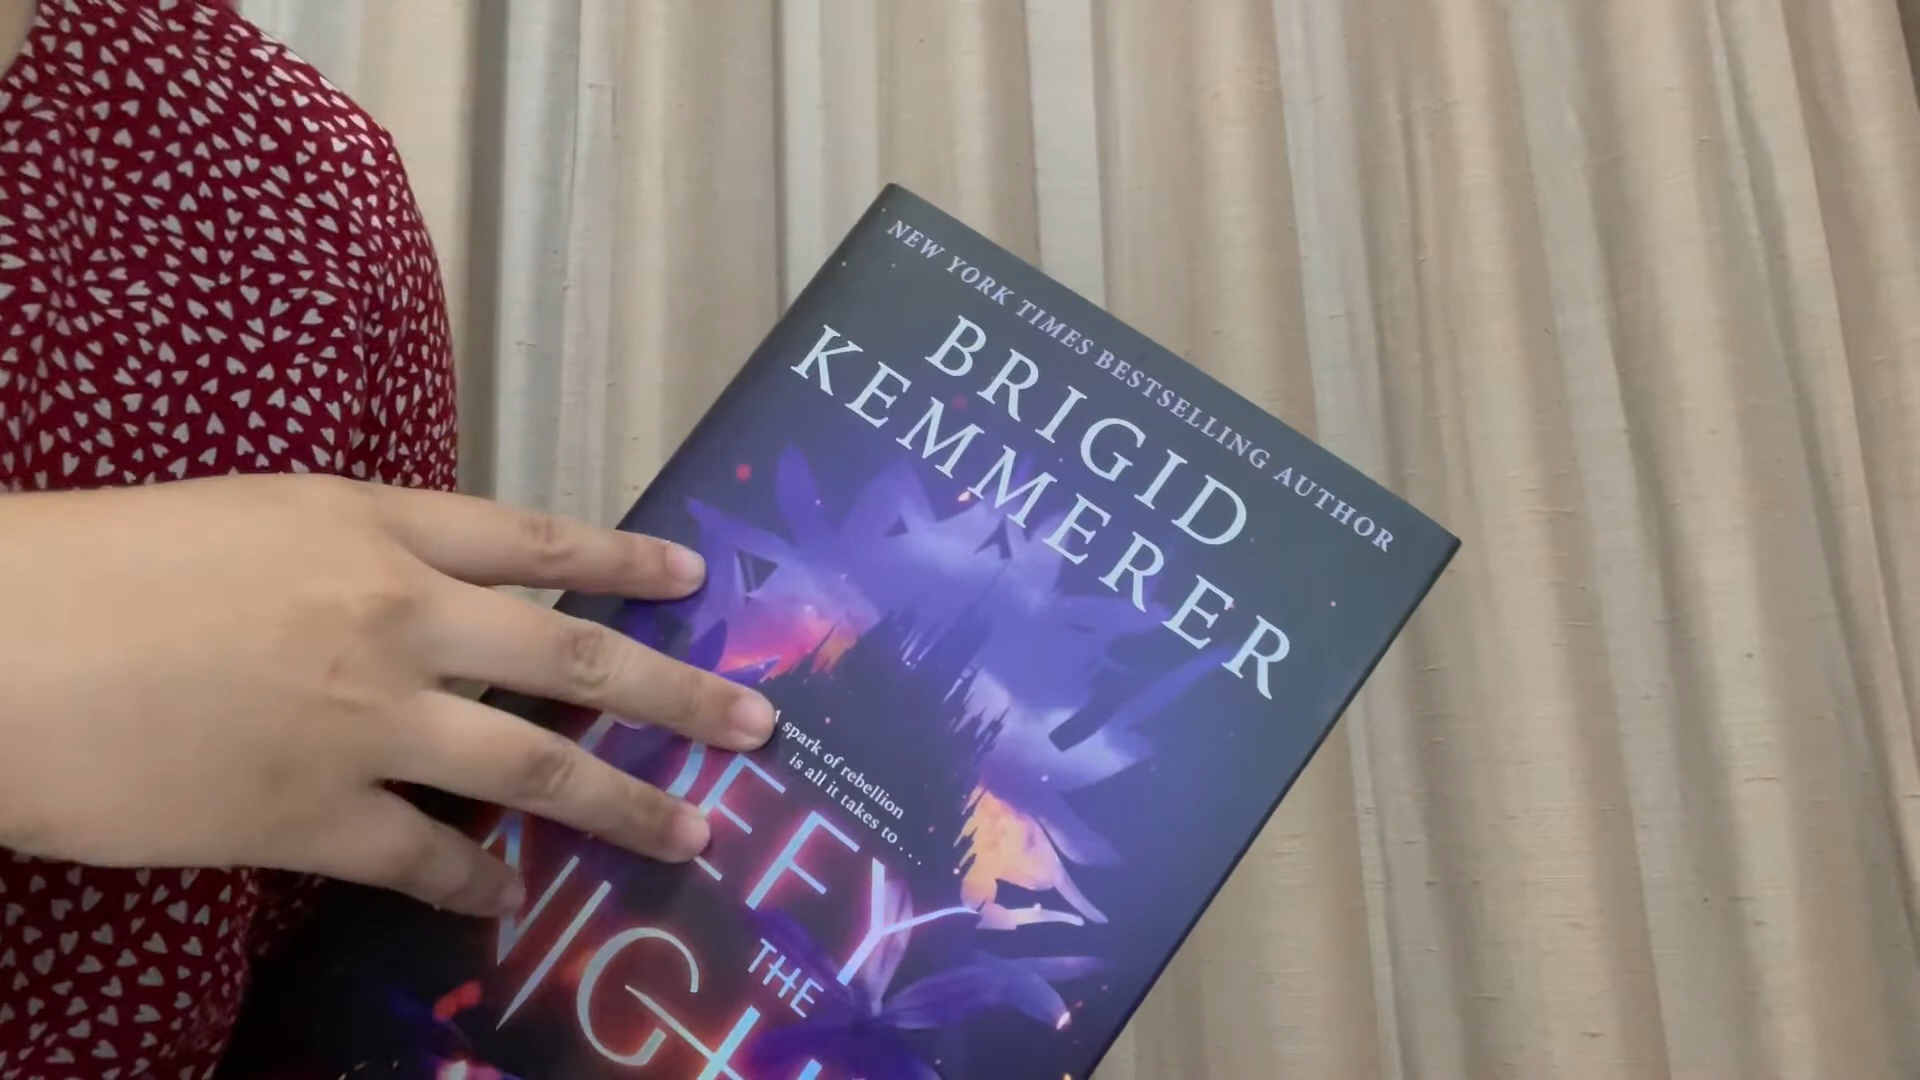 NEW YORK TIMES BESTSELLING AUTHOR
BRIGID
KEMMERER
A spark of rebellion
is all it takes to . . .
DEFY
THE
NIGHT